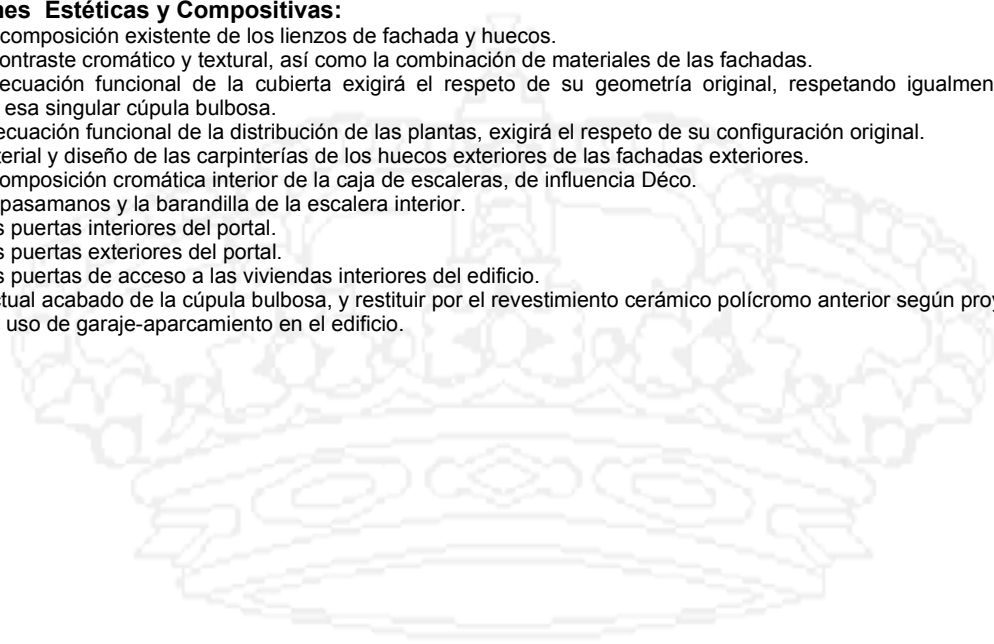 nes Estéticas y Compositivas:
composición existente de los lienzos de fachada y huecos.
ontraste cromático y textural, así como la combinación de materiales de las fachadas.
ecuación funcional de la cubierta exigirá el respeto de su geometría original, respetando igualmen
esa singular cúpula bulbosa.
ecuación funcional de la distribución de las plantas, exigirá el respeto de su configuración original.
terial y diseño de las carpinterías de los huecos exteriores de las fachadas exteriores.
omposición cromática interior de la caja de escaleras, de influencia Déco.
pasamanos y la barandilla de la escalera interior.
s puertas interiores del portal.
s puertas exteriores del portal.
s puertas de acceso a las viviendas interiores del edificio.
ctual acabado de la cúpula bulbosa, y restituir por el revestimiento cerámico polícromo anterior según proy
uso de garaje-aparcamiento en el edificio.